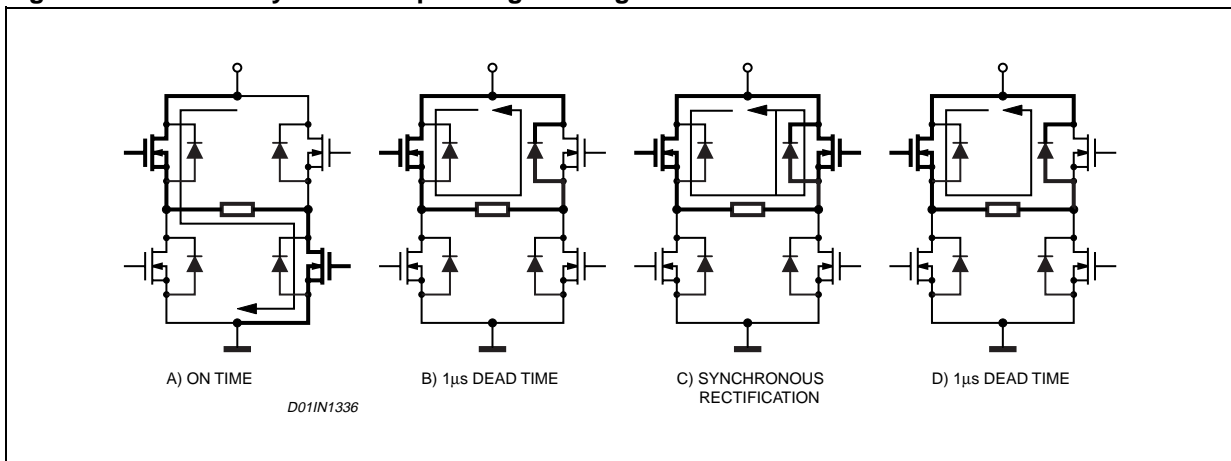 A) ON TIME
B) 1μs DEAD TIME
C) SYNCHRONOUS
RECTIFICATION
D) 1μs DEAD TIME
D01IN1336